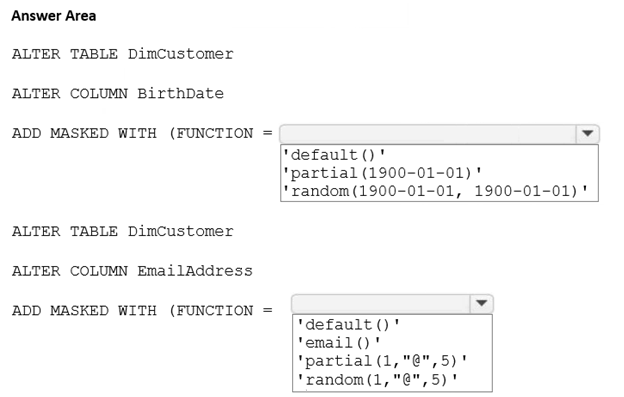 Answer Area
ALTER TABLE DimCustomer
ALTER COLUMN BirthDate
ADD MASKED WITH (FUNCTION =
'default()'
'partial(1900-01-01)'
'random(1900-01-01, 1900-01-01)'
ALTER TABLE DimCustomer
ALTER COLUMN EmailAddress
ADD MASKED WITH (FUNCTION =
'default()'
'email()'
'partial(1,"@",5)'
'random(1,"@",5)'